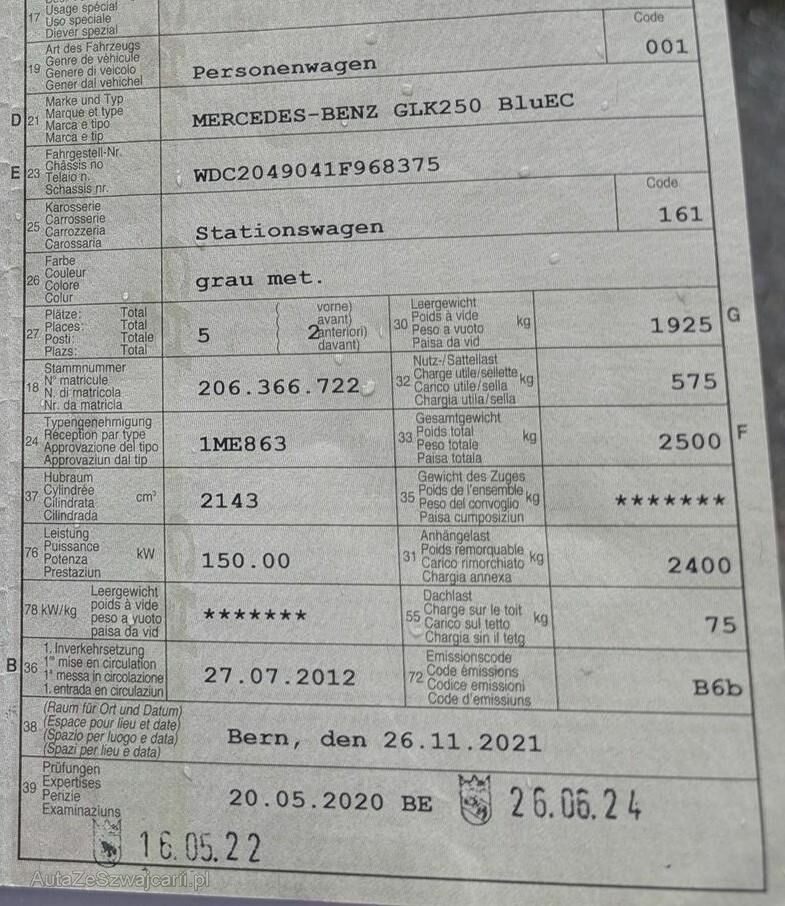 17 Usage spécial
Uso speciale
Diever spezial
Code
19 Art des Fahrzeugs
Genre de véhicule
Genere di veicolo
Gener dal vehichel
Personenwagen
001
D 21 Marke und Typ
Marque et type
Marca e tipo
Marca e tip
MERCEDES-BENZ GLK250 BluEC
E 23 Fahrgestell-Nr.
Châssis no
Telaio n.
Schassis nr.
WDC2049041F968375
Code
25 Karosserie
Carrosserie
Carrozzeria
Carossaria
Stationswagen
161
26 Farbe
Couleur
Colore
Colur
grau met.
27 Plätze: Total
Places: Total
Posti: Totale
Plazs: Total
5
( vorne)
avant)
2 anteriori)
( davant)
30 Leergewicht
Poids à vide
Peso a vuoto
Paisa da vid
kg
1925
G
18 Stammnummer
N° matricule
N. di matricola
Nr. da matricla
206.366.722
32 Nutz-/Sattellast
Charge utile/sellette
Carico utile/sella
Chargia utila/sella
kg
575
24 Typengenehmigung
Réception par type
Approvazione del tipo
Approvaziun dal tip
1ME863
33 Gesamtgewicht
Poids total
Peso totale
Paisa totala
kg
2500
F
37 Hubraum
Cylindrée
Cilindrata
Cilindrada
cm³
2143
35 Gewicht des Zuges
Poids de l'ensemble
Peso del convoglio
Paisa cumposiziun
kg
*******
76 Leistung
Puissance
Potenza
Prestaziun
kW
150.00
31 Anhängelast
Poids remorquable
Carico rimorchiato
Chargia annexa
kg
2400
78 kW/kg
Leergewicht
poids à vide
peso a vuoto
paisa da vid
*******
55 Dachlast
Charge sur le toit
Carico sul tetto
Chargia sin il tetg
kg
75
B 36 1. Inverkehrsetzung
1re mise en circulation
1a messa in circolazione
1. entrada en circulaziun
27.07.2012
72 Emissionscode
Code émissions
Codice emissioni
Code d'emissiuns
B6b
38 (Raum für Ort und Datum)
(Espace pour lieu et date)
(Spazio per luogo e data)
(Spazi per lieu e data)
Bern, den 26.11.2021
39 Prüfungen
Expertises
Perizie
Examinaziuns
20.05.2020 BE
26.06.24
16.05.22
AutaZeSzwajcarii.pl